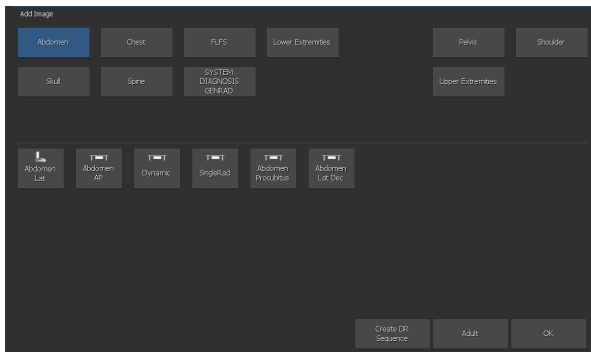 Add Image
Abdomen
Chest
FLFS
Lower Extremities
Pelvis
Shoulder
Skull
Spine
SYSTEM
DIAGNOSIS
GENRAD
Upper Extremities
Abdomen
Lat
Abdomen
AP
Dynamic
SingleRad
Abdomen
Procubitus
Abdomen
Lat Dec
Create DR
Sequence
Adult
OK